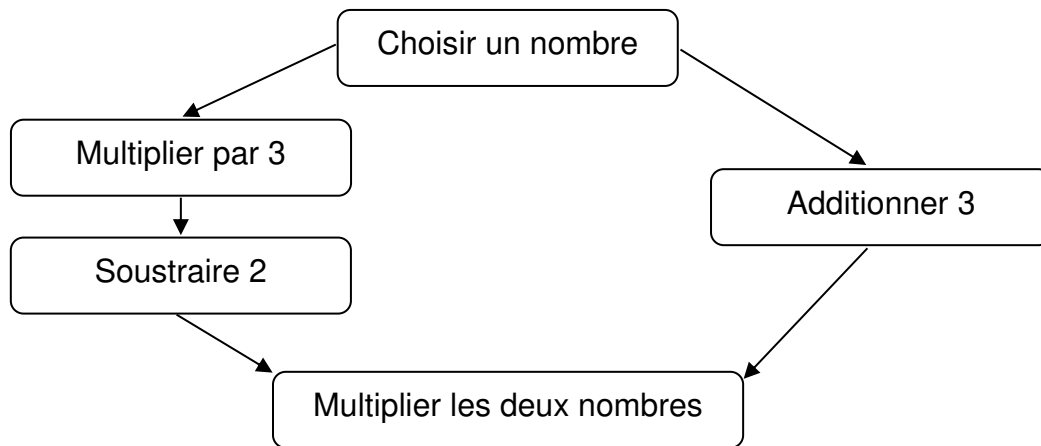 Choisir un nombre
Multiplier par 3
Additionner 3
Soustraire 2
Multiplier les deux nombres